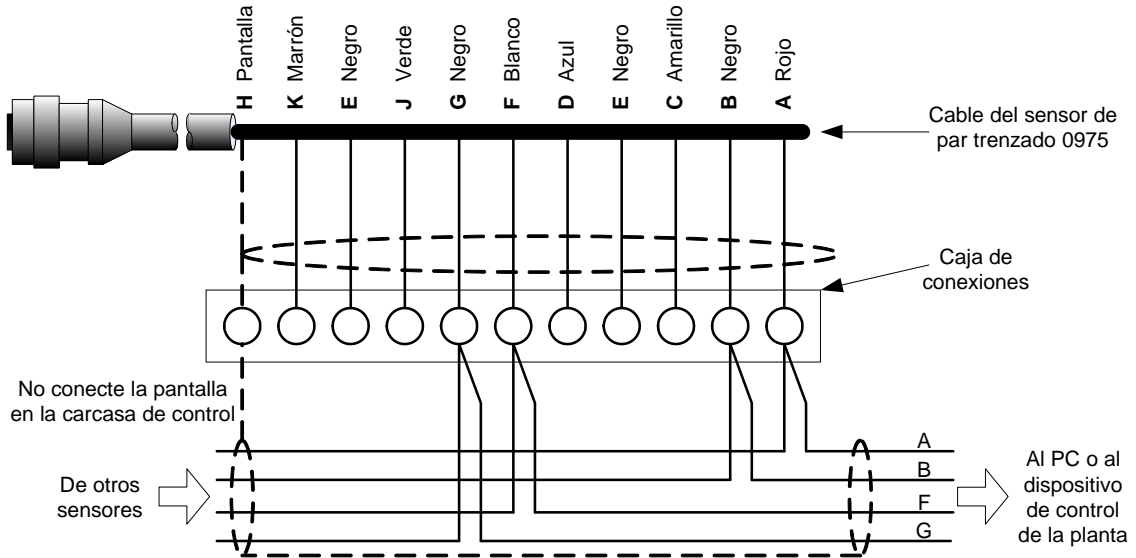 H Pantalla
K Marrón
E Negro
J Verde
G Negro
F Blanco
D Azul
E Negro
C Amarillo
B Negro
A Rojo
Cable del sensor de
par trenzado 0975
Caja de
conexiones
No conecte la pantalla
en la carcasa de control
De otros
sensores
A
B
F
G
Al PC o al
dispositivo
de control
de la planta